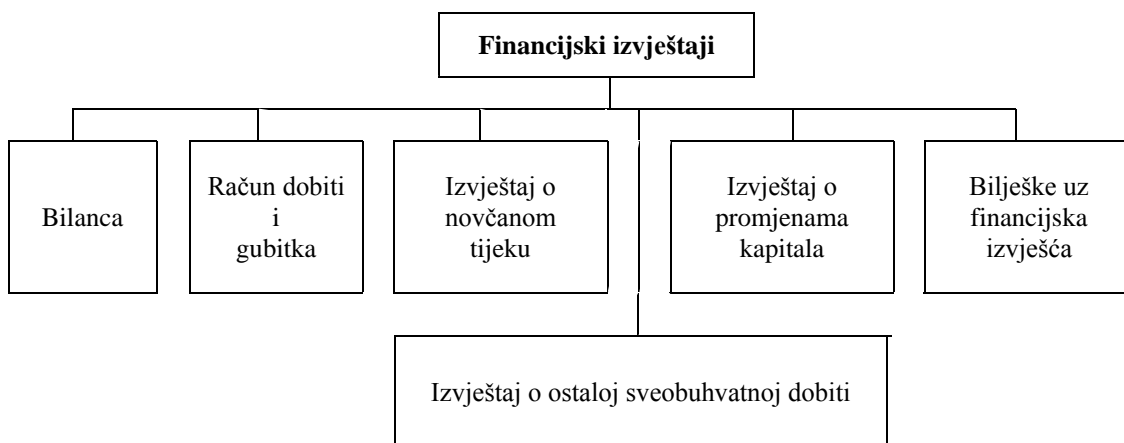 Financijski izvještaji
Bilanca
Račun dobiti
i
gubitka
Izvještaj o
novčanom
tijeku
Izvještaj o
promjenama
kapitala
Bilješke uz
financijska
izvješća
Izvještaj o ostaloj sveobuhvatnoj dobiti